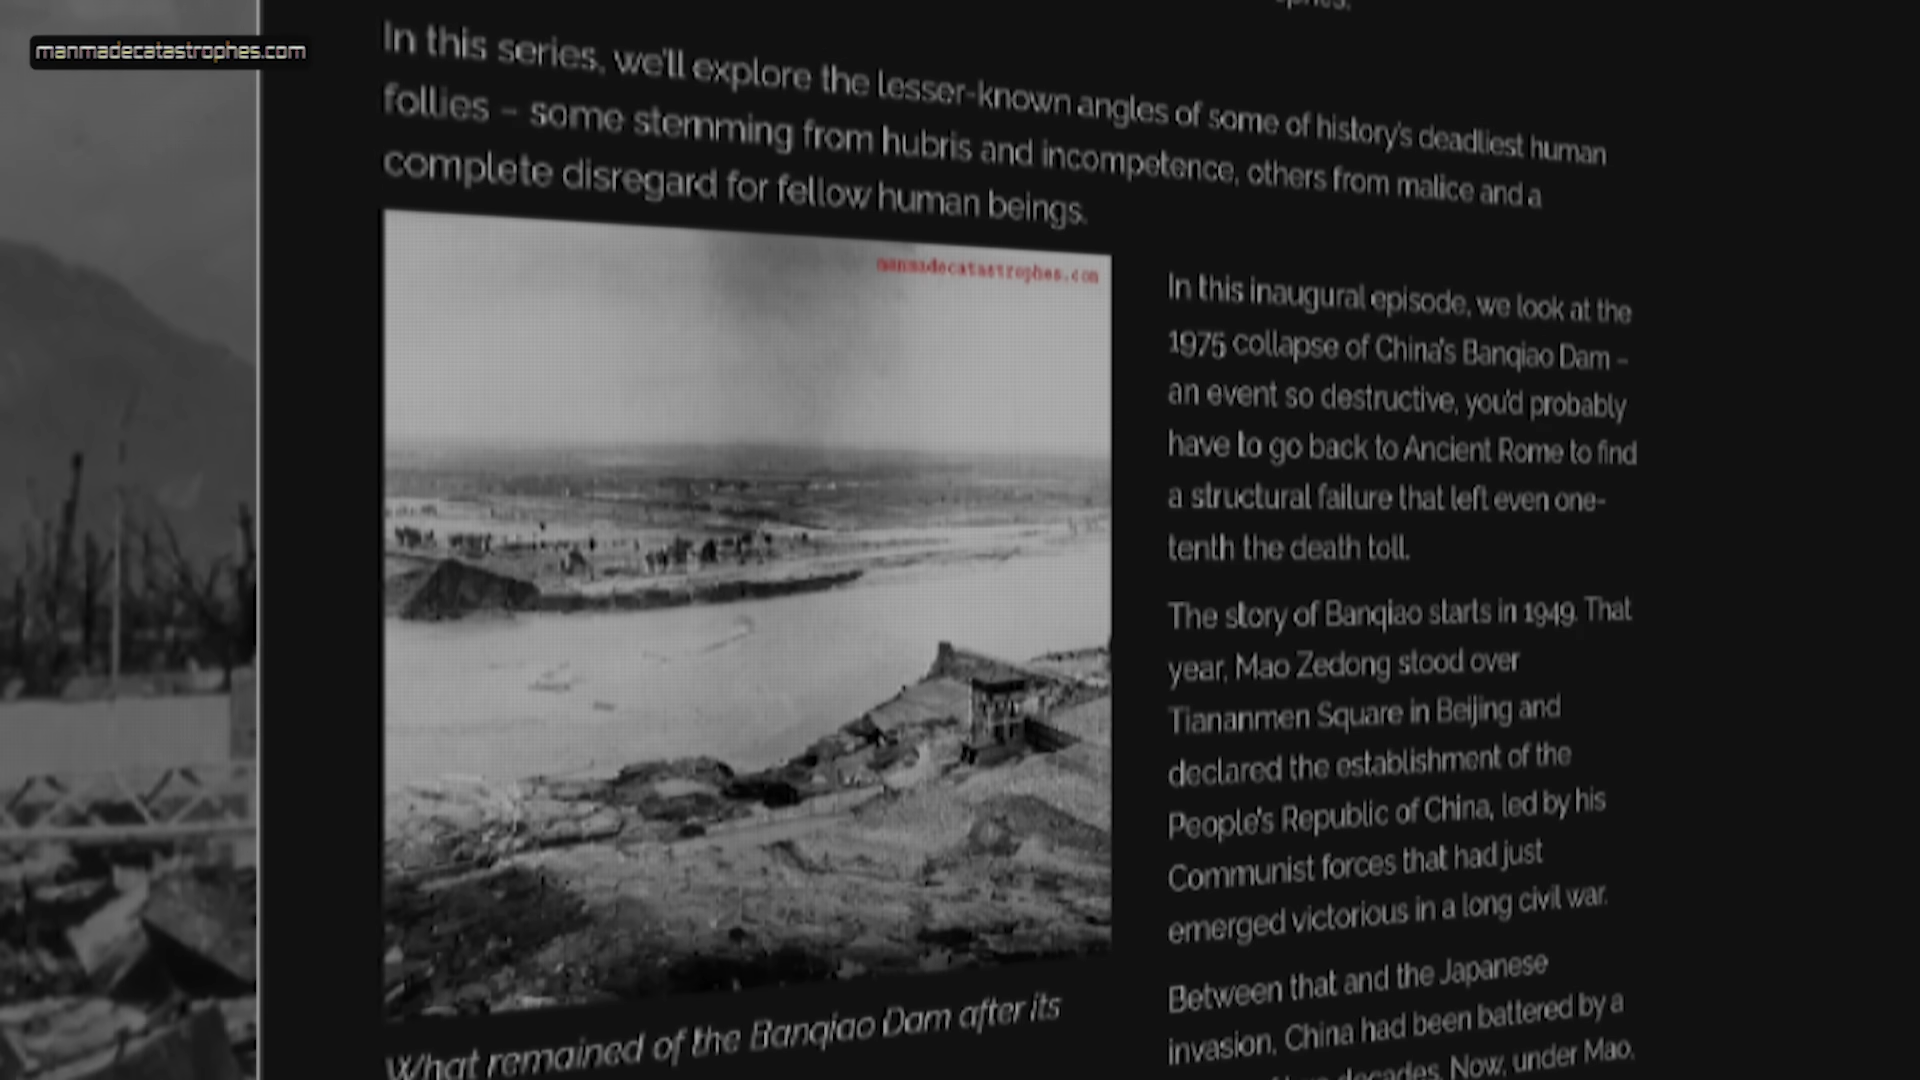 manmadecatastrophes.com
In this series, we'll explore the lesser-known angles of some of history's deadliest human
follies – some stemming from hubris and incompetence, others from malice and a
complete disregard for fellow human beings.
manmadecatastrophes.com
In this inaugural episode, we look at the
1975 collapse of China's Banqiao Dam –
an event so destructive, you'd probably
have to go back to Ancient Rome to find
a structural failure that left even one-
tenth the death toll.
The story of Banqiao starts in 1949. That
year, Mao Zedong stood over
Tiananmen Square in Beijing and
declared the establishment of the
People's Republic of China, led by his
Communist forces that had just
emerged victorious in a long civil war.
Between that and the Japanese
invasion, China had been battered by a
decades. Now, under Mao,
What remained of the Banqiao Dam after its